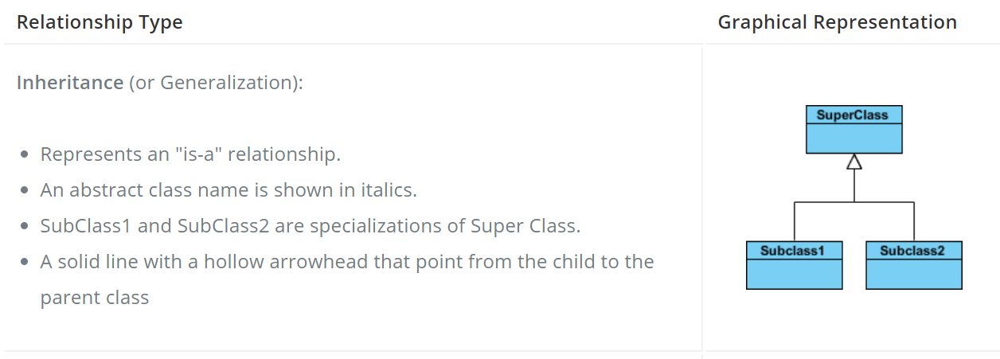 Relationship Type
Graphical Representation
Inheritance (or Generalization):
Represents an "is-a" relationship.
An abstract class name is shown in italics.
SubClass1 and SubClass2 are specializations of Super Class.
A solid line with a hollow arrowhead that point from the child to the
parent class
SuperClass
Subclass1
Subclass2